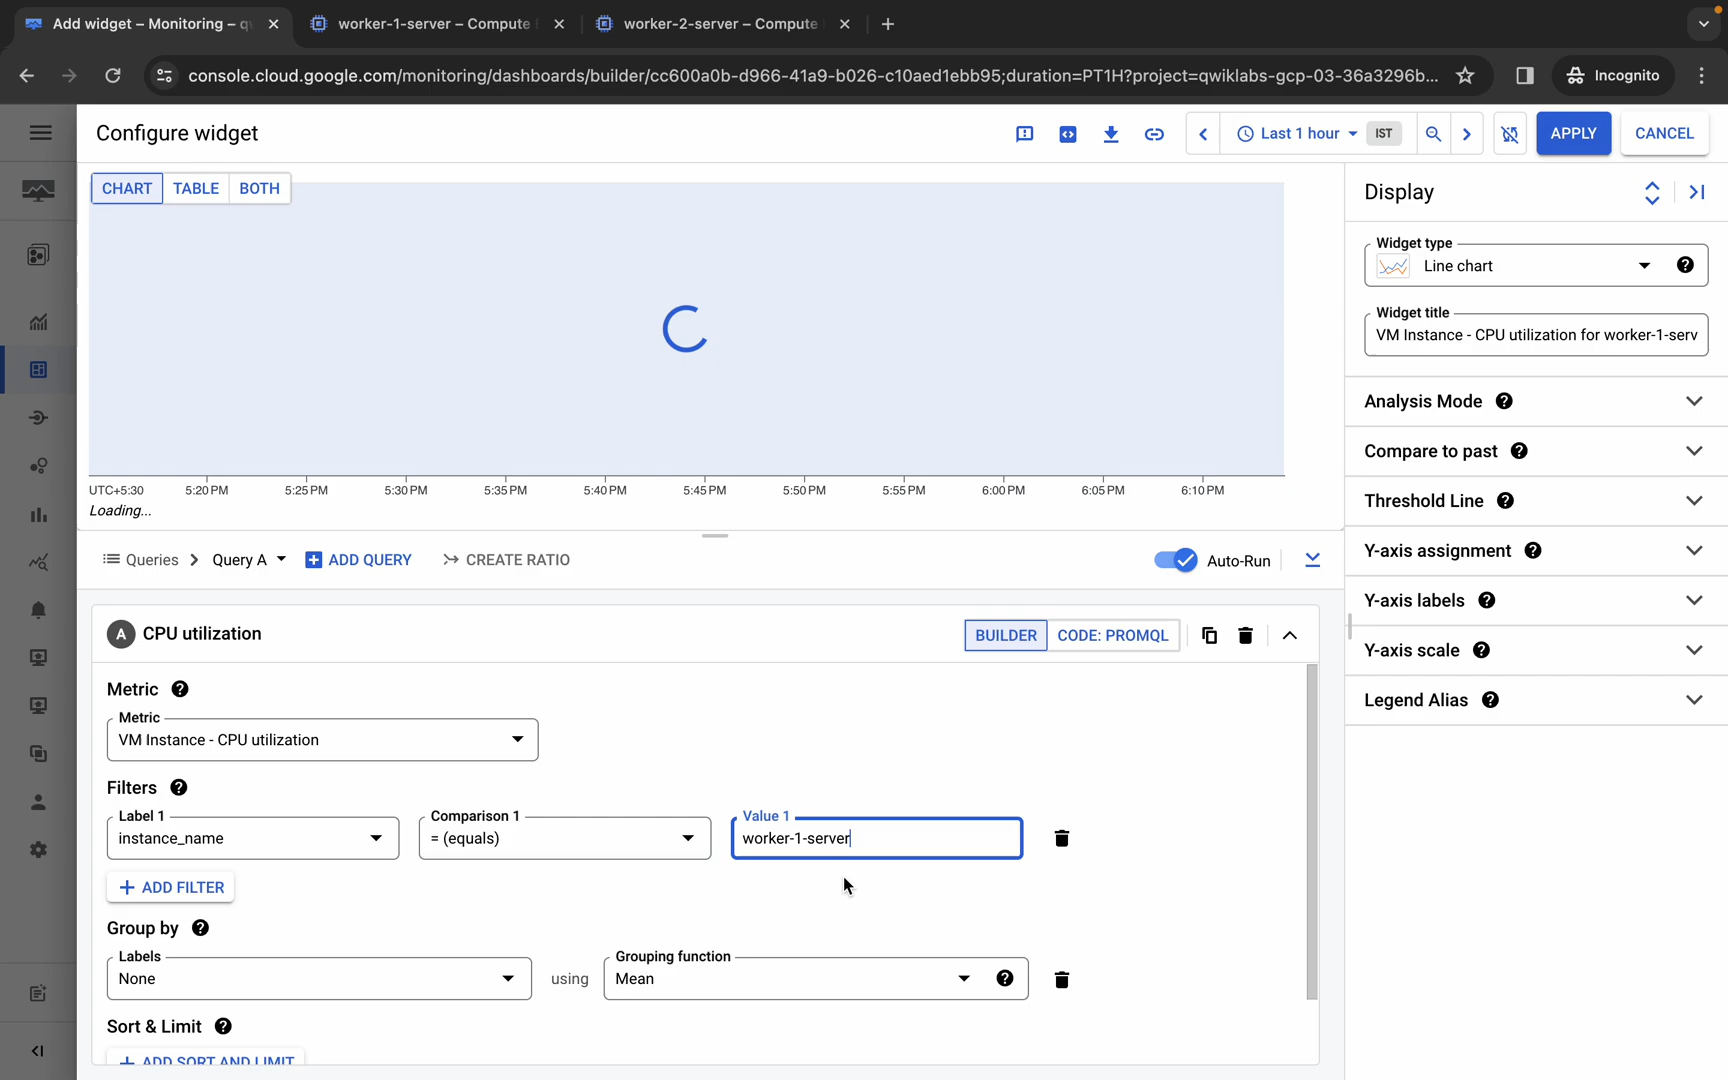 Add widget – Monitoring – q
worker-1-server – Compute E
worker-2-server – Compute
console.cloud.google.com/monitoring/dashboards/builder/cc600a0b-d966-41a9-b026-c10aed1ebb95;duration=PT1H?project=qwiklabs-gcp-03-36a3296b...
Incognito
Configure widget
Last 1 hour
IST
APPLY
CANCEL
CHART
TABLE
BOTH
UTC+5:30
5:20 PM
5:25 PM
5:30 PM
5:35 PM
5:40 PM
5:45 PM
5:50 PM
5:55 PM
6:00 PM
6:05 PM
6:10 PM
Loading...
Display
Widget type
Line chart
Widget title
VM Instance - CPU utilization for worker-1-serv
Analysis Mode
Compare to past
Threshold Line
Y-axis assignment
Y-axis labels
Y-axis scale
Legend Alias
Queries
Query A
ADD QUERY
CREATE RATIO
Auto-Run
A
CPU utilization
BUILDER
CODE: PROMQL
Metric
Metric
VM Instance - CPU utilization
Filters
Label 1
instance_name
Comparison 1
= (equals)
Value 1
worker-1-server
ADD FILTER
Group by
Labels
None
using
Grouping function
Mean
Sort & Limit
ADD SORT AND LIMIT